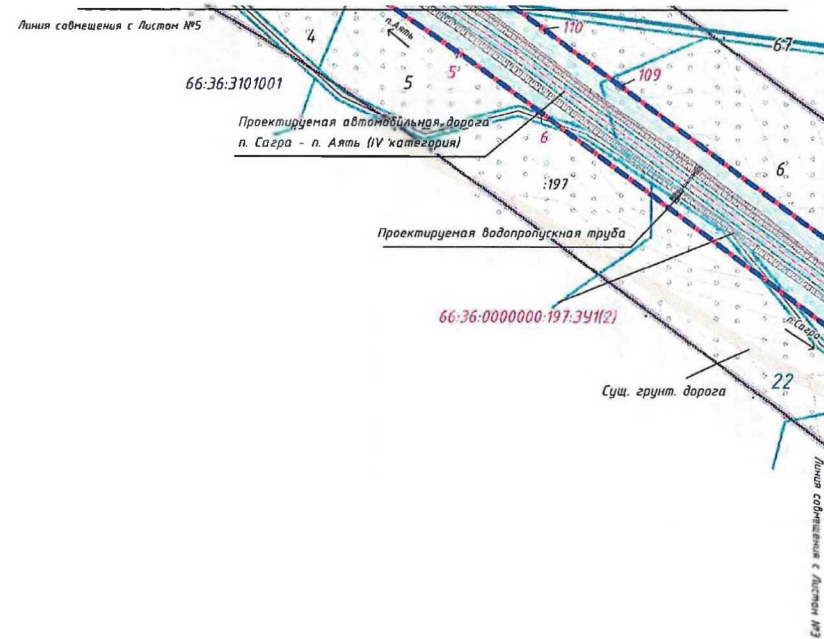 Линия совмещения с Листом №5
4
п.Аять
110
67
66:36:3101001
5
5'
109
Проектируемая автомобильная дорога
п. Сагра - п. Аять (IV категория)
6
6
:197
Проектируемая водопропускная труба
66:36:0000000:197:ЗУ1(2)
п.Сагра
Сущ. грунт. дорога
22
Линия совмещения с Листом №3